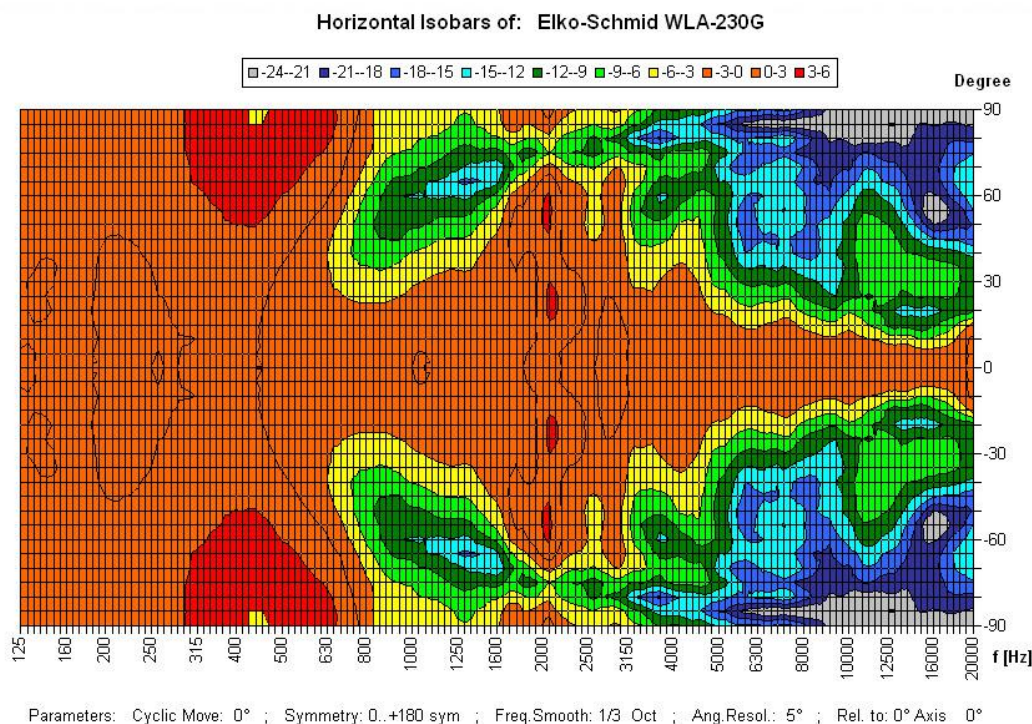 Horizontal Isobars of: Elko-Schmid WLA-230G
-24--21 -21--18 -18--15 -15--12 -12--9 -9--6 -6--3 -3-0 0-3 3-6
Degree
90
60
30
0
-30
-60
-90
125 160 200 250 315 400 500 630 800 1000 1250 1600 2000 2500 3150 4000 5000 6300 8000 10000 12500 16000 20000
f [Hz]
Parameters: Cyclic Move: 0° ; Symmetry: 0..+180 sym ; Freq.Smooth: 1/3 Oct ; Ang.Resol.: 5° ; Rel. to: 0° Axis 0°